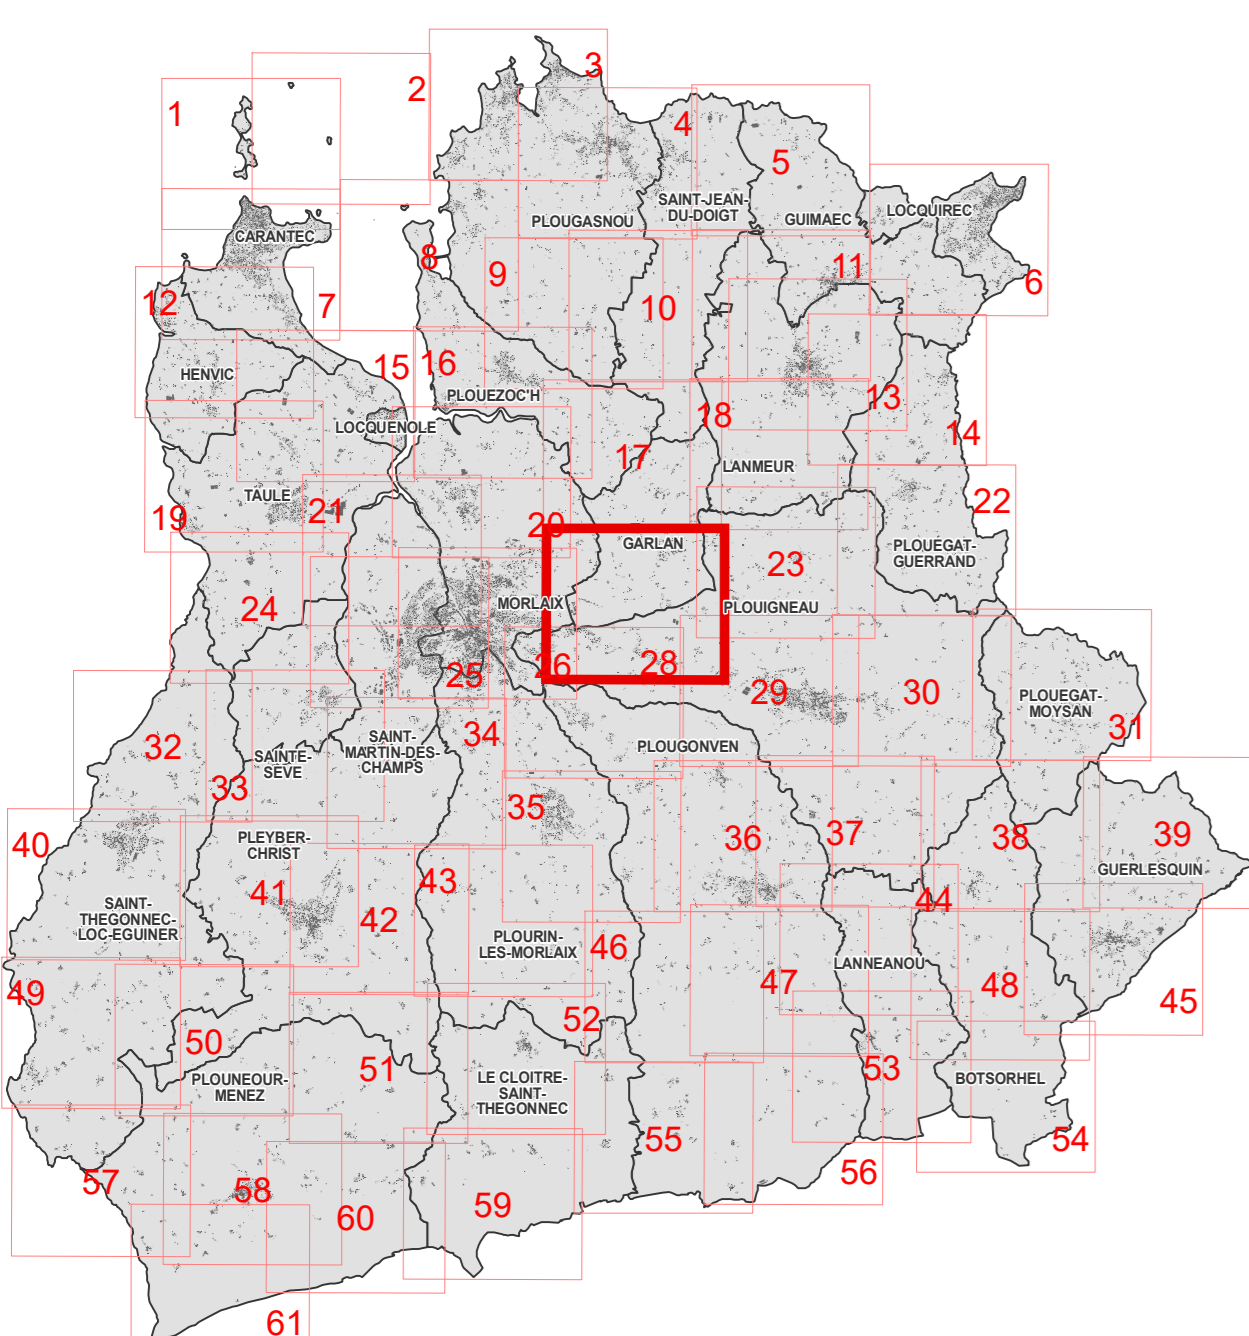 3
2
1
4
5
SAINT-JEAN-
DU-DOIGT
PLOUGASNOU
GUIMAEC
LOCQUIREC
CARANTEC
8
9
11
6
12
7
10
15
16
HENVIC
PLOUEZOC'H
13
18
14
LOCQUENOLE
17
LANMEUR
TAULE
22
19
21
20
GARLAN
PLOUEGAT-
GUERRAND
23
24
MORLAIX
PLOUIGNEAU
25
26
28
29
30
PLOUEGAT-
MOYSAN
31
32
SAINT-
MARTIN-DES-
CHAMPS
34
PLOUGONVEN
SAINTE-
SEVE
33
35
40
PLEYBER-
CHRIST
36
37
38
39
GUERLESQUIN
41
42
43
44
SAINT-
THEGONNEC-
LOC-EGUINER
PLOURIN-
LES-MORLAIX
46
LANNEANOU
47
48
49
45
50
52
51
53
PLOUNEOUR-
MENEZ
LE CLOITRE-
SAINT-
THEGONNEC
BOTSORHEL
55
54
57
58
56
60
59
61